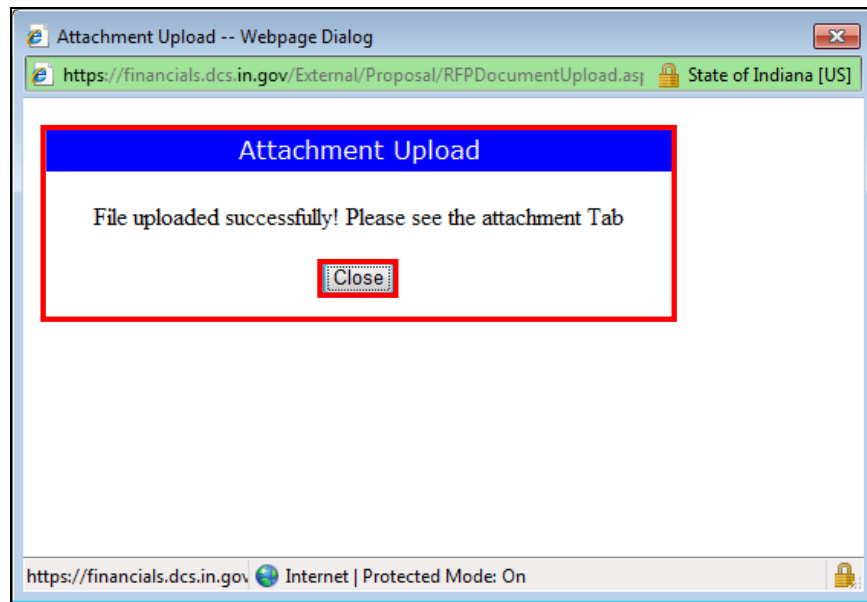 Attachment Upload -- Webpage Dialog
https://financials.dcs.in.gov/External/Proposal/RFPDocumentUpload.asp State of Indiana [US]
Attachment Upload
File uploaded successfully! Please see the attachment Tab
Close
https://financials.dcs.in.gov Internet | Protected Mode: On